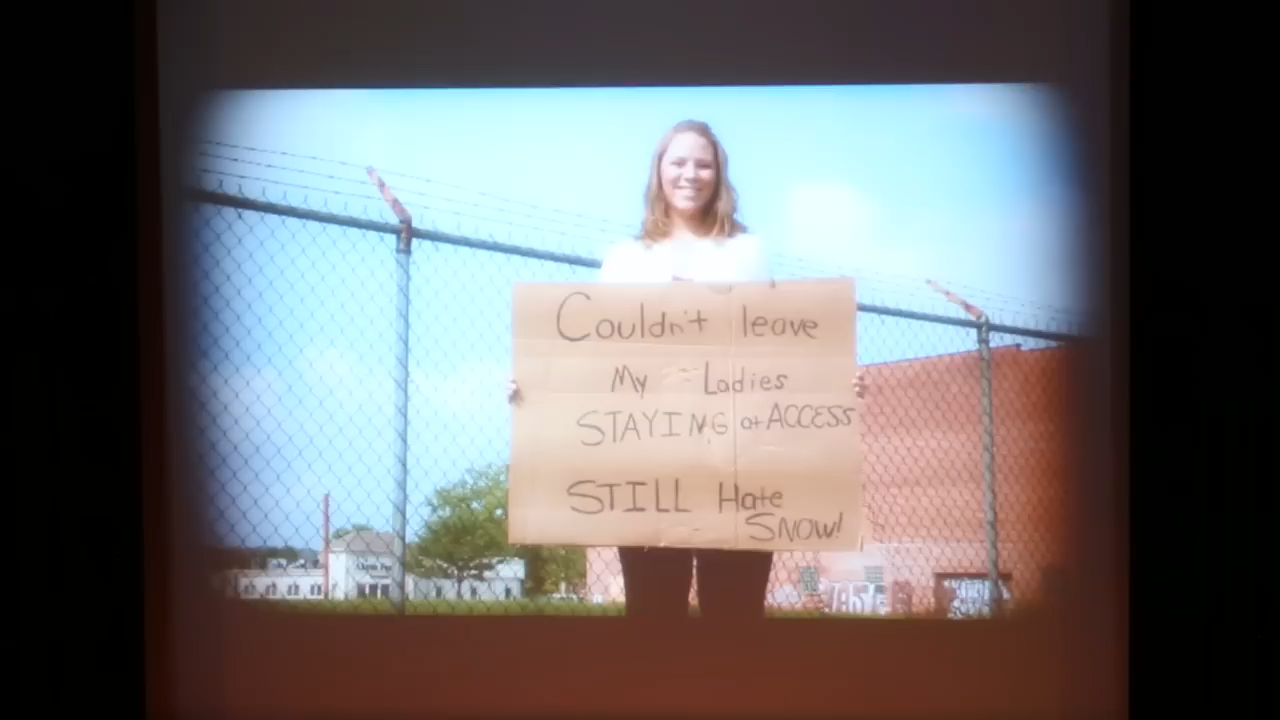 Couldn't leave
My Ladies
STAYING at ACCESS
STILL Hate
SNOW!